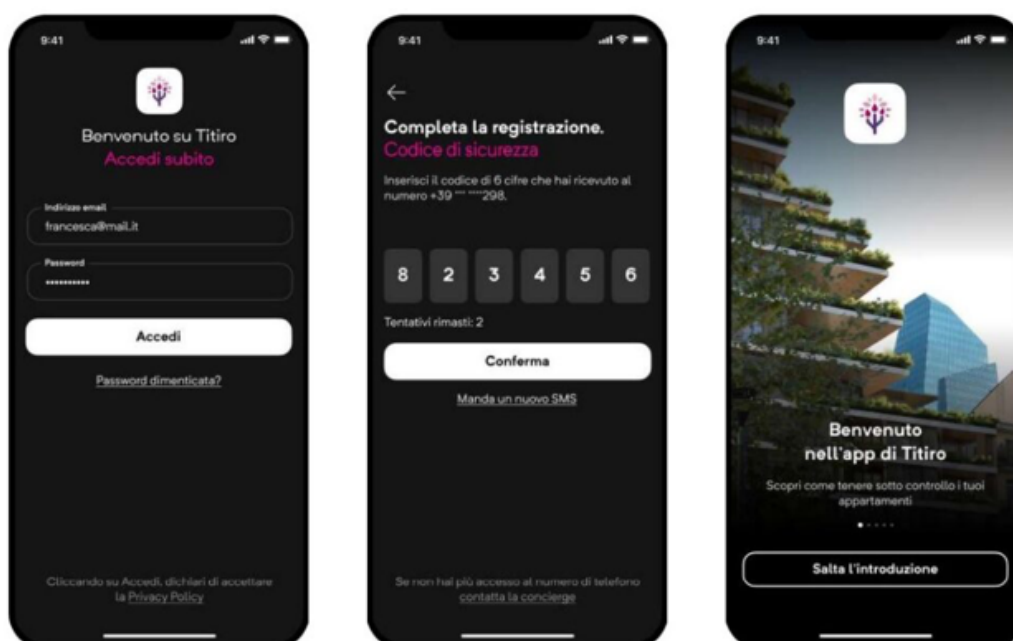 9:41
Benvenuto su Titiro
Accedi subito
Indirizzo email
francesca@mail.it
Password
**********
Accedi
Password dimenticata?
Cliccando su Accedi, dichiari di accettare
la Privacy Policy
9:41
Completa la registrazione.
Codice di sicurezza
Inserisci il codice di 6 cifre che hai ricevuto al
numero +39 *** ****298.
8 2 3 4 5 6
Tentativi rimasti: 2
Conferma
Manda un nuovo SMS
Se non hai più accesso al numero di telefono
contatta la concierge
9:41
Benvenuto
nell'app di Titiro
Scopri come tenere sotto controllo i tuoi
appartamenti
Salta l'introduzione